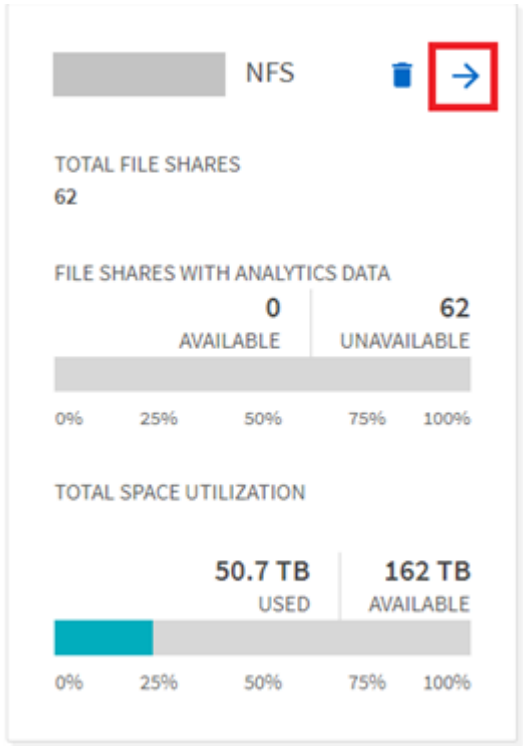 NFS
TOTAL FILE SHARES
62
FILE SHARES WITH ANALYTICS DATA
0 62
AVAILABLE UNAVAILABLE
0% 25% 50% 75% 100%
TOTAL SPACE UTILIZATION
50.7 TB 162 TB
USED AVAILABLE
0% 25% 50% 75% 100%